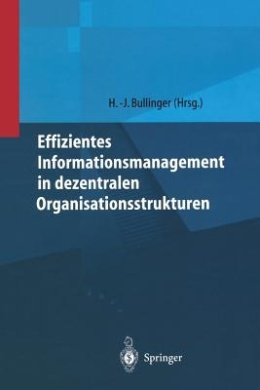 H. -J. Bullinger (Hrsg.)
Effizientes
Informationsmanagement
in dezentralen
Organisationsstrukturen
Springer